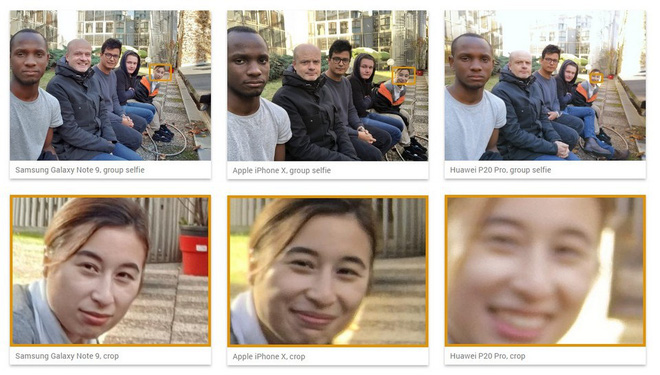 Samsung Galaxy Note 9, group selfie
Apple iPhone X, group selfie
Huawei P20 Pro, group selfie
Samsung Galaxy Note 9, crop
Apple iPhone X, crop
Huawei P20 Pro, crop